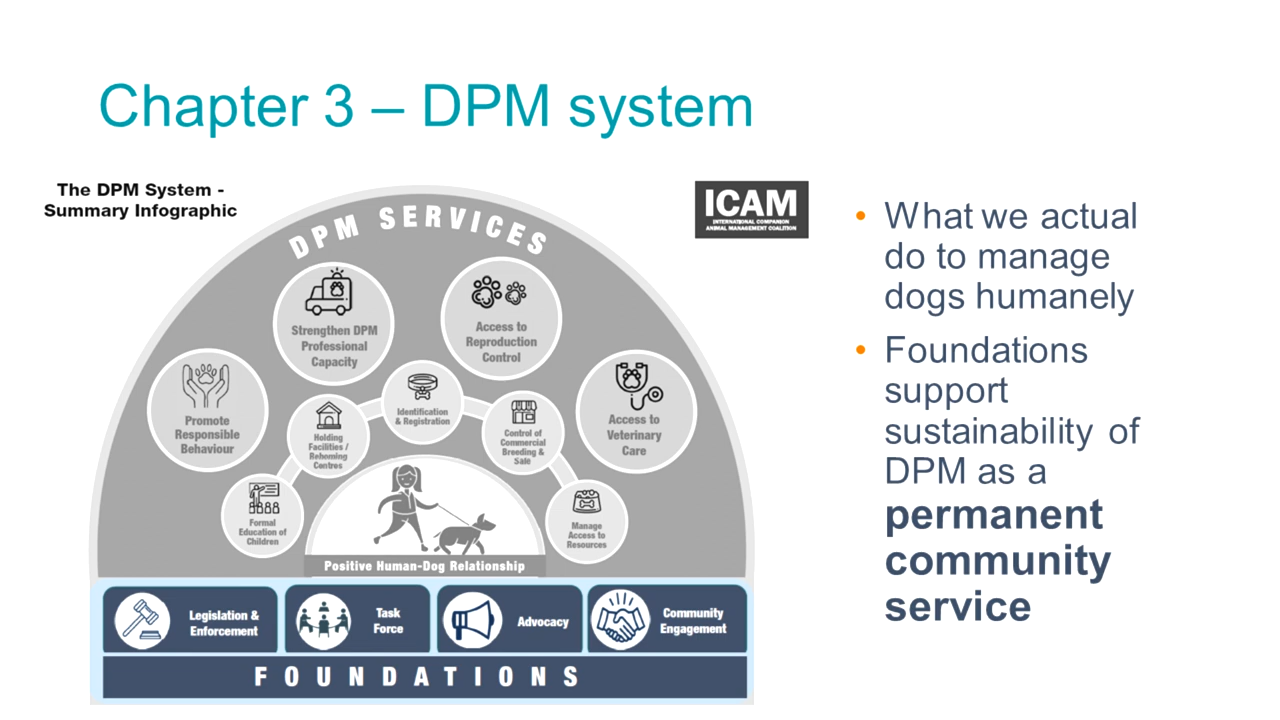 Chapter 3 – DPM system
The DPM System -
Summary Infographic
ICAM
INTERNATIONAL COMPANION
ANIMAL MANAGEMENT COALITION
DPM SERVICES
Strengthen DPM
Professional
Capacity
Access to
Reproduction
Control
Promote
Responsible
Behaviour
Access to
Veterinary
Care
Holding
Facilities /
Rehoming
Centres
Identification
& Registration
Control of
Commercial
Breeding &
Sale
Formal
Education of
Children
Manage
Access to
Resources
Positive Human-Dog Relationship
Legislation &
Enforcement
Task
Force
Advocacy
Community
Engagement
FOUNDATIONS
• What we actual
do to manage
dogs humanely
• Foundations
support
sustainability of
DPM as a
permanent
community
service